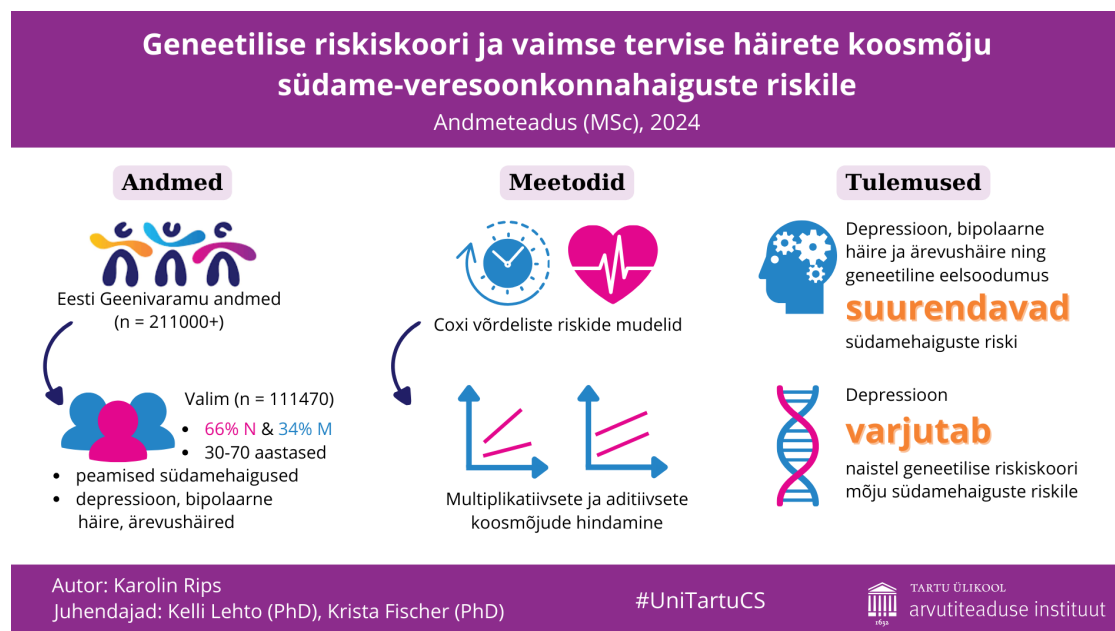 Geneetilise riskiskoori ja vaimse tervise häirete koosmõju
südame-veresoonkonnahaiguste riskile
Andmeteadus (MSc), 2024
Andmed
Eesti Geenivaramu andmed
(n = 211000+)
Valim (n = 111470)
• 66% N & 34% M
• 30-70 aastased
• peamised südamehaigused
• depressioon, bipolaarne
häire, ärevushäired
Meetodid
Coxi võrdeliste riskide mudelid
Multiplikatiivsete ja aditiivsete
koosmõjude hindamine
Tulemused
Depressioon, bipolaarne
häire ja ärevushäire ning
geneetiline eelsoodumus
suurendavad
südamehaiguste riski
Depressioon
varjutab
naistel geneetilise riskiskoori
mõju südamehaiguste riskile
Autor: Karolin Rips
Juhendajad: Kelli Lehto (PhD), Krista Fischer (PhD)
#UniTartuCS
1632
TARTU ÜLIKOOL
arvutiteaduse instituut